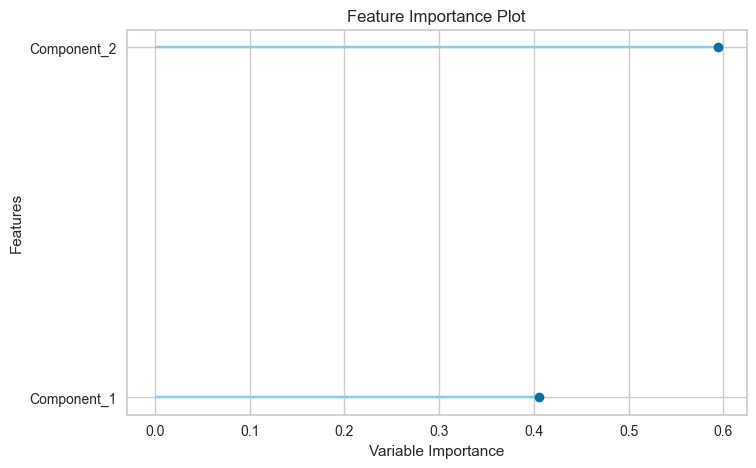 Feature Importance Plot
Component_2
Features
Component_1
0.0 0.1 0.2 0.3 0.4 0.5 0.6
Variable Importance